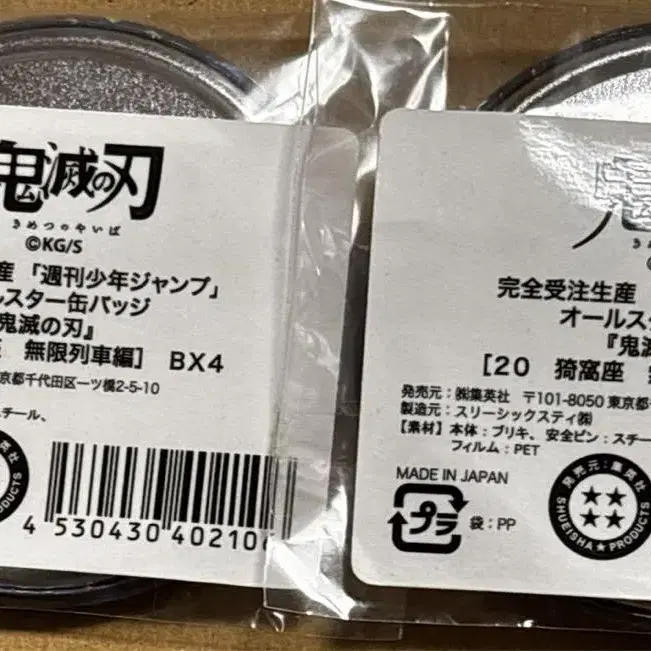 鬼滅の刃
きめつのやいば
©KG/S
産 「週刊少年ジャンプ」
ルスター缶バッジ
鬼滅の刃』
無限列車編] BX4
京都千代田区一ツ橋2-5-10
チール、
PRODUCTS
4 530430 40210
鬼
完全受注生産
オールスタ
『鬼滅
[20 猗窩座
発売元:㈱集英社 〒101-8050 東京都千
製造元:スリーシックスティ㈱
【素材】本体:ブリキ、安全ピン:スチー
フィルム:PET
MADE IN JAPAN
プラ 袋:PP
発売元:集英社
SHUEISHA★PRODUCTS